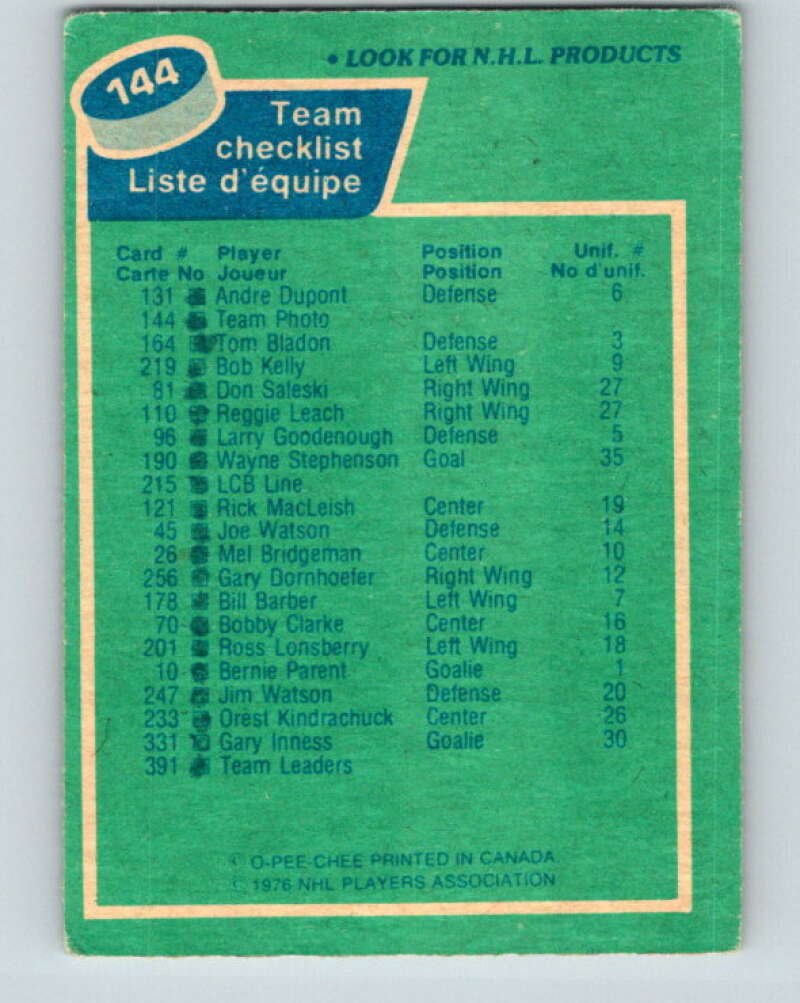 144
• LOOK FOR N.H.L. PRODUCTS
Team
checklist
Liste d'équipe
Card # Player Position Unif. #
Carte No Joueur Position No d'unif.
131 Andre Dupont Defense 6
144 Team Photo
164 Tom Bladon Defense 3
219 Bob Kelly Left Wing 9
81 Don Saleski Right Wing 27
110 Reggie Leach Right Wing 27
96 Larry Goodenough Defense 5
190 Wayne Stephenson Goal 35
215 LCB Line
121 Rick MacLeish Center 19
45 Joe Watson Defense 14
26 Mel Bridgeman Center 10
256 Gary Dornhoefer Right Wing 12
178 Bill Barber Left Wing 7
70 Bobby Clarke Center 16
201 Ross Lonsberry Left Wing 18
10 Bernie Parent Goalie 1
247 Jim Watson Defense 20
233 Orest Kindrachuck Center 26
331 Gary Inness Goalie 30
391 Team Leaders
© O-PEE-CHEE PRINTED IN CANADA
© 1976 NHL PLAYERS ASSOCIATION